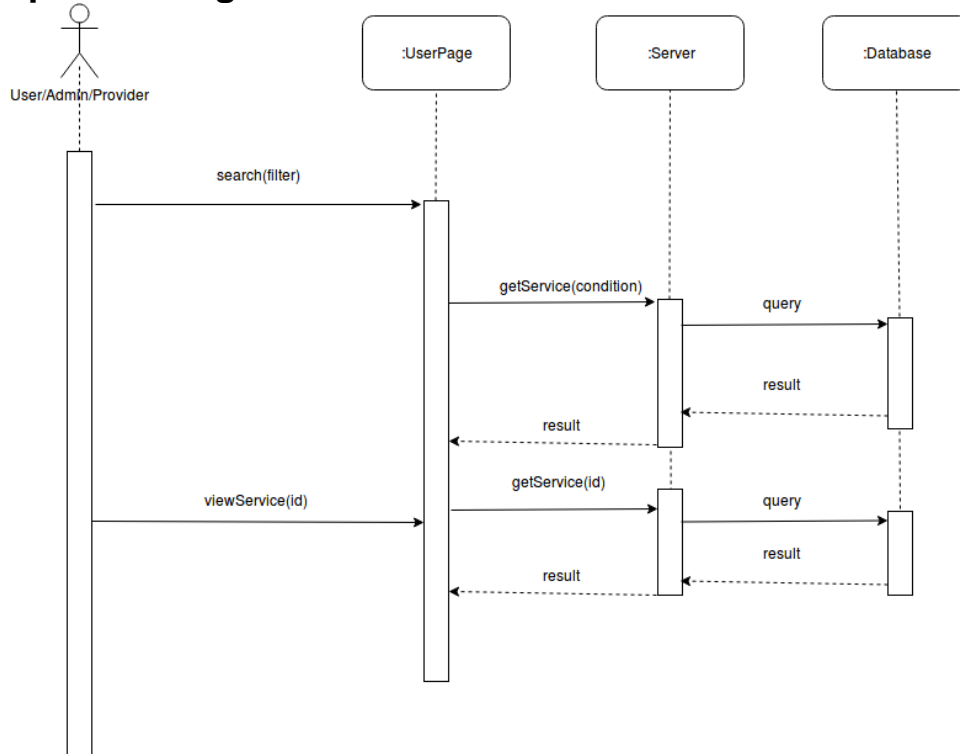 :UserPage
:Server
:Database
User/Admin/Provider
search(filter)
getService(condition)
query
result
result
getService(id)
viewService(id)
query
result
result